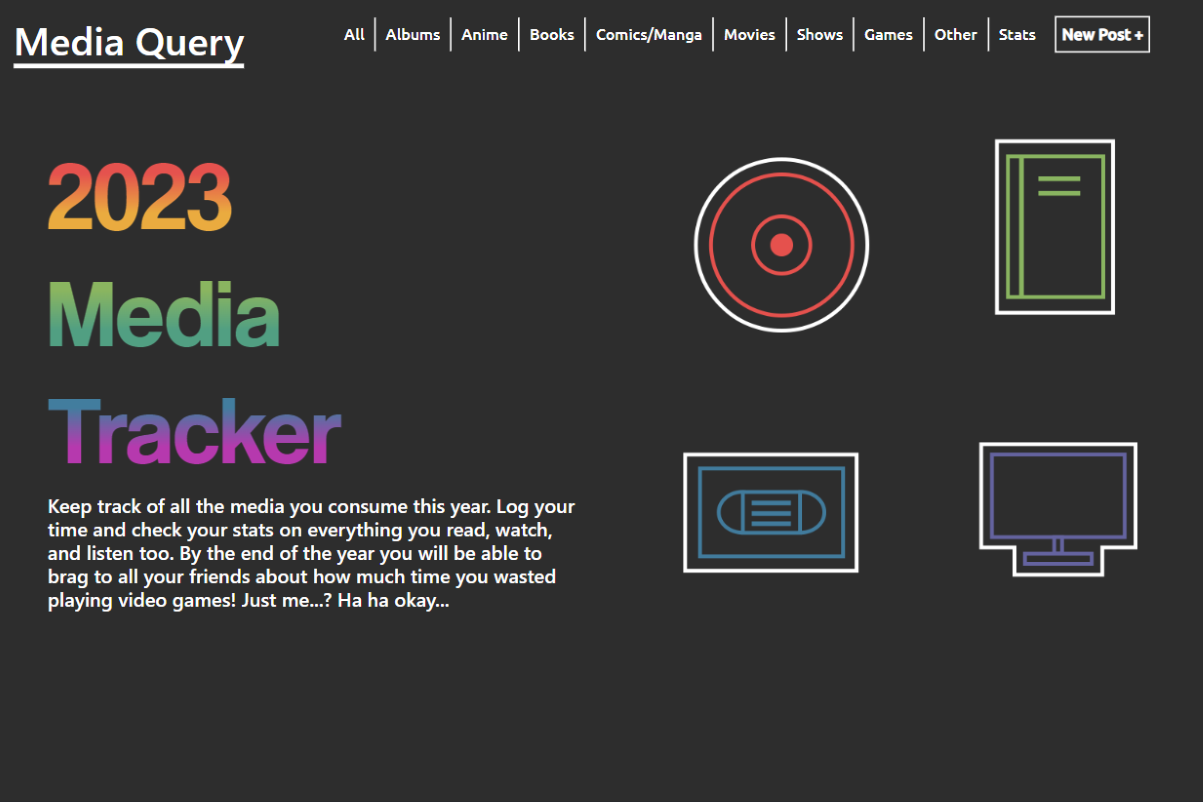 Media Query
All
Albums
Anime
Books
Comics/Manga
Movies
Shows
Games
Other
Stats
New Post +
2023
Media
Tracker
Keep track of all the media you consume this year. Log your
time and check your stats on everything you read, watch,
and listen too. By the end of the year you will be able to
brag to all your friends about how much time you wasted
playing video games! Just me...? Ha ha okay...